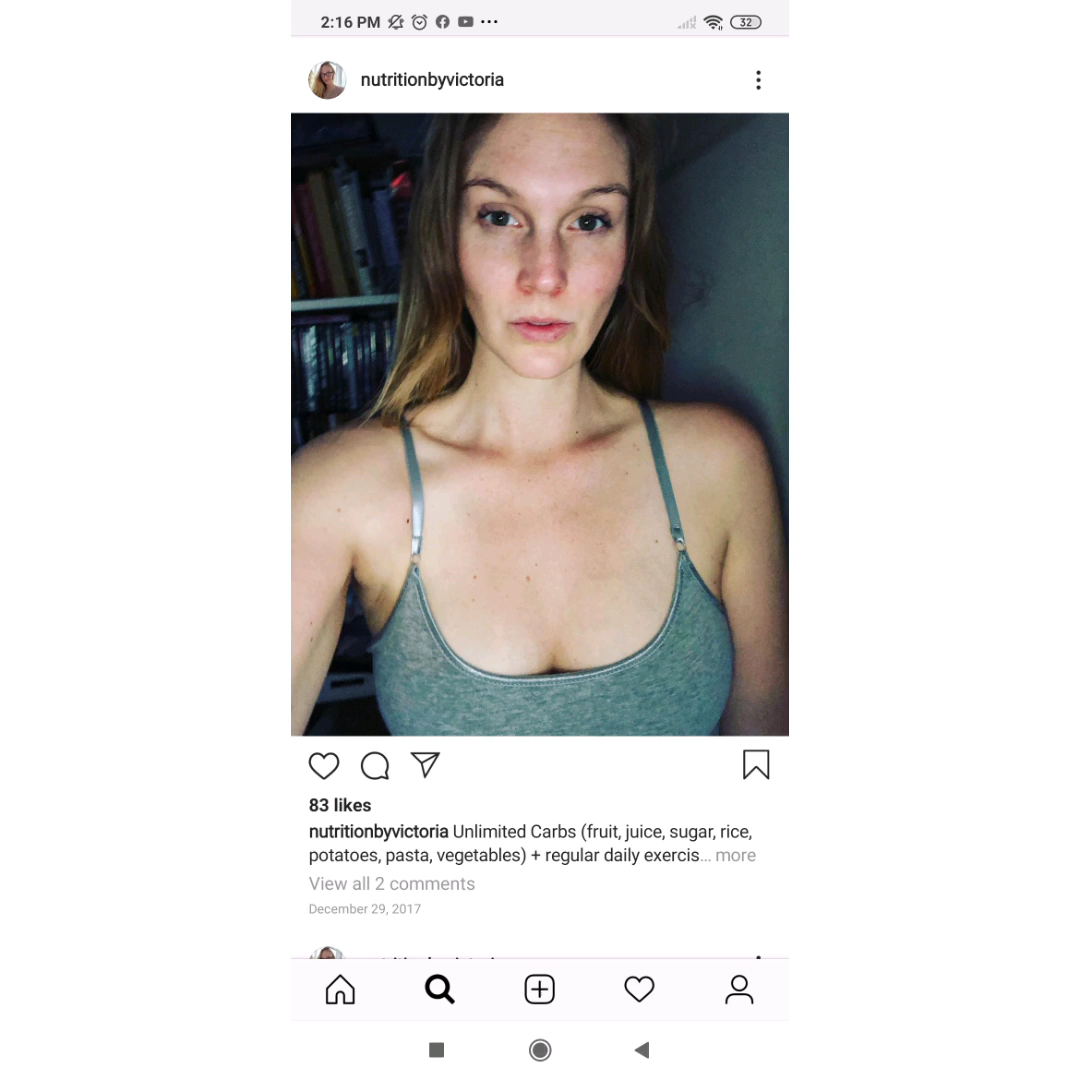 2:16 PM
32
nutritionbyvictoria
83 likes
nutritionbyvictoria Unlimited Carbs (fruit, juice, sugar, rice,
potatoes, pasta, vegetables) + regular daily exercis... more
View all 2 comments
December 29, 2017